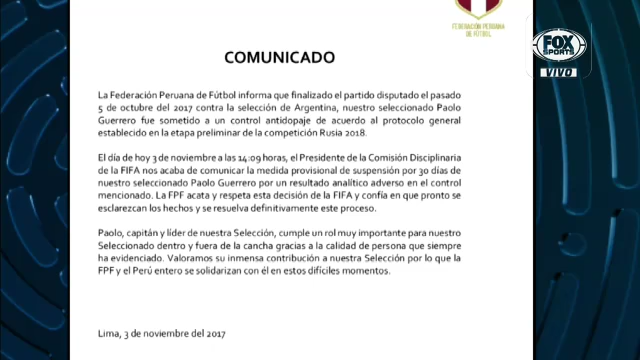 FEDERACIÓN PERUANA
DE FÚTBOL
FOX
SPORTS
VIVO
COMUNICADO
La Federación Peruana de Fútbol informa que finalizado el partido disputado el pasado
5 de octubre del 2017 contra la selección de Argentina, nuestro seleccionado Paolo
Guerrero fue sometido a un control antidopaje de acuerdo al protocolo general
establecido en la etapa preliminar de la competición Rusia 2018.
El día de hoy 3 de noviembre a las 14:09 horas, el Presidente de la Comisión Disciplinaria
de la FIFA nos acaba de comunicar la medida provisional de suspensión por 30 días de
nuestro seleccionado Paolo Guerrero por un resultado analítico adverso en el control
mencionado. La FPF acata y respeta esta decisión de la FIFA y confía en que pronto se
esclarezcan los hechos y se resuelva definitivamente este proceso.
Paolo, capitán y líder de nuestra Selección, cumple un rol muy importante para nuestro
Seleccionado dentro y fuera de la cancha gracias a la calidad de persona que siempre
ha evidenciado. Valoramos su inmensa contribución a nuestra Selección por lo que la
FPF y el Perú entero se solidarizan con él en estos difíciles momentos.
Lima, 3 de noviembre del 2017